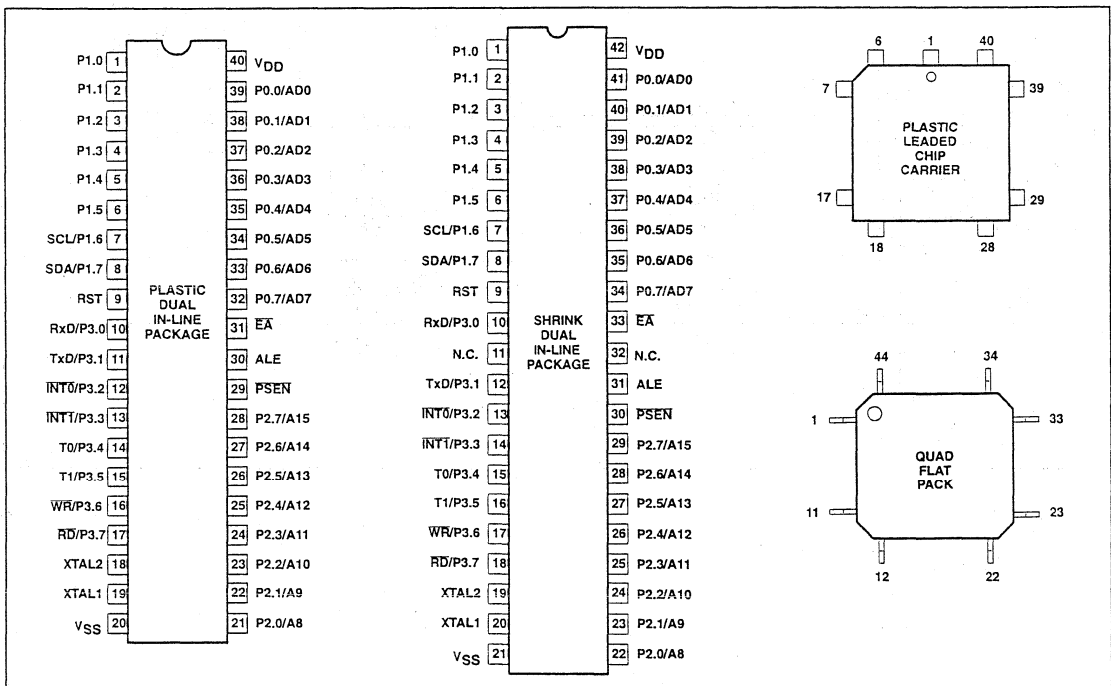 P1.0 1 40 VDD
P1.1 2 39 P0.0/AD0
P1.2 3 38 P0.1/AD1
P1.3 4 37 P0.2/AD2
P1.4 5 36 P0.3/AD3
P1.5 6 35 P0.4/AD4
SCL/P1.6 7 34 P0.5/AD5
SDA/P1.7 8 33 P0.6/AD6
RST 9 32 P0.7/AD7
RxD/P3.0 10 31 E̅A̅
TxD/P3.1 11 30 ALE
I̅N̅T̅0̅/P3.2 12 29 P̅S̅E̅N̅
I̅N̅T̅1̅/P3.3 13 28 P2.7/A15
T0/P3.4 14 27 P2.6/A14
T1/P3.5 15 26 P2.5/A13
W̅R̅/P3.6 16 25 P2.4/A12
R̅D̅/P3.7 17 24 P2.3/A11
XTAL2 18 23 P2.2/A10
XTAL1 19 22 P2.1/A9
VSS 20 21 P2.0/A8
PLASTIC
DUAL
IN-LINE
PACKAGE
P1.0 1 42 VDD
P1.1 2 41 P0.0/AD0
P1.2 3 40 P0.1/AD1
P1.3 4 39 P0.2/AD2
P1.4 5 38 P0.3/AD3
P1.5 6 37 P0.4/AD4
SCL/P1.6 7 36 P0.5/AD5
SDA/P1.7 8 35 P0.6/AD6
RST 9 34 P0.7/AD7
RxD/P3.0 10 33 E̅A̅
N.C. 11 32 N.C.
TxD/P3.1 12 31 ALE
I̅N̅T̅0̅/P3.2 13 30 P̅S̅E̅N̅
I̅N̅T̅1̅/P3.3 14 29 P2.7/A15
T0/P3.4 15 28 P2.6/A14
T1/P3.5 16 27 P2.5/A13
W̅R̅/P3.6 17 26 P2.4/A12
R̅D̅/P3.7 18 25 P2.3/A11
XTAL2 19 24 P2.2/A10
XTAL1 20 23 P2.1/A9
VSS 21 22 P2.0/A8
SHRINK
DUAL
IN-LINE
PACKAGE
6 1 40
7 39
PLASTIC
LEADED
CHIP
CARRIER
17 29
18 28
44 34
1 33
QUAD
FLAT
PACK
11 23
12 22